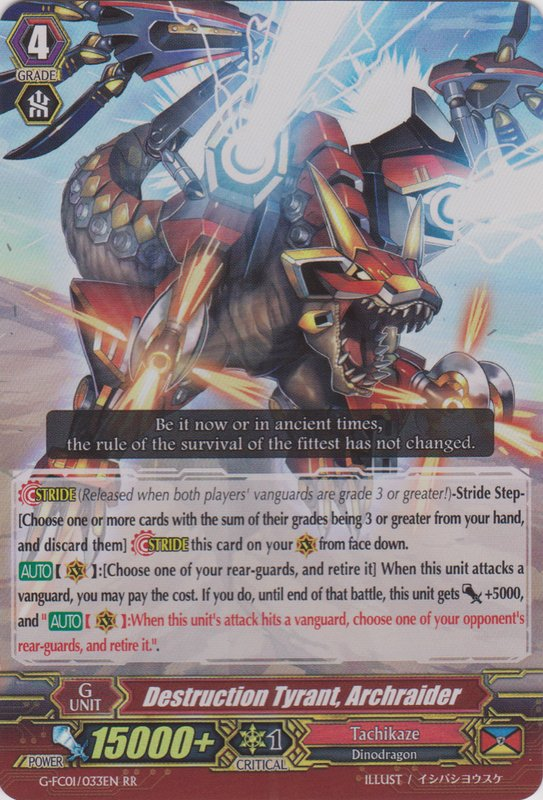 4
GRADE
Be it now or in ancient times,
the rule of the survival of the fittest has not changed.
STRIDE(Released when both players' vanguards are grade 3 or greater!)-Stride Step-
[Choose one or more cards with the sum of their grades being 3 or greater from your hand,
and discard them] STRIDE this card on your V from face down.
AUTO【V】:[Choose one of your rear-guards, and retire it] When this unit attacks a
vanguard, you may pay the cost. If you do, until end of that battle, this unit gets +5000,
and "AUTO【V】:When this unit's attack hits a vanguard, choose one of your opponent's
rear-guards, and retire it.".
G
UNIT
Destruction Tyrant, Archraider
POWER
15000+
1
CRITICAL
Tachikaze
Dinodragon
G-FC01/033EN RR
ILLUST / イシバシヨウスケ